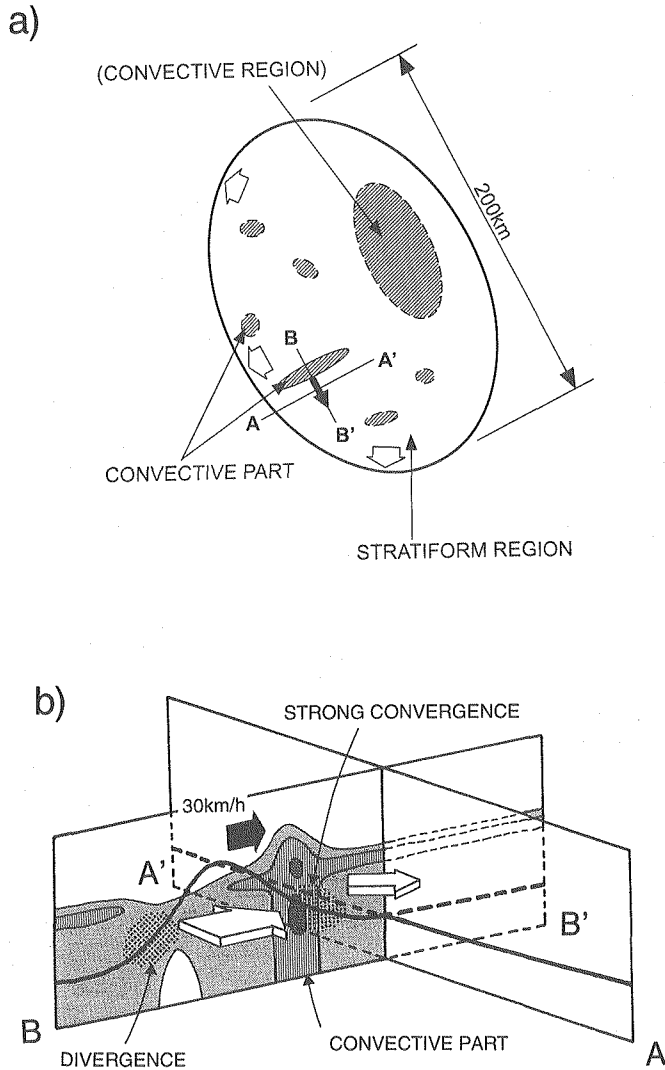 a)
(CONVECTIVE REGION)
200km
B
A'
A
B'
CONVECTIVE PART
STRATIFORM REGION
b)
STRONG CONVERGENCE
30km/h
A'
B'
B
DIVERGENCE
CONVECTIVE PART
A